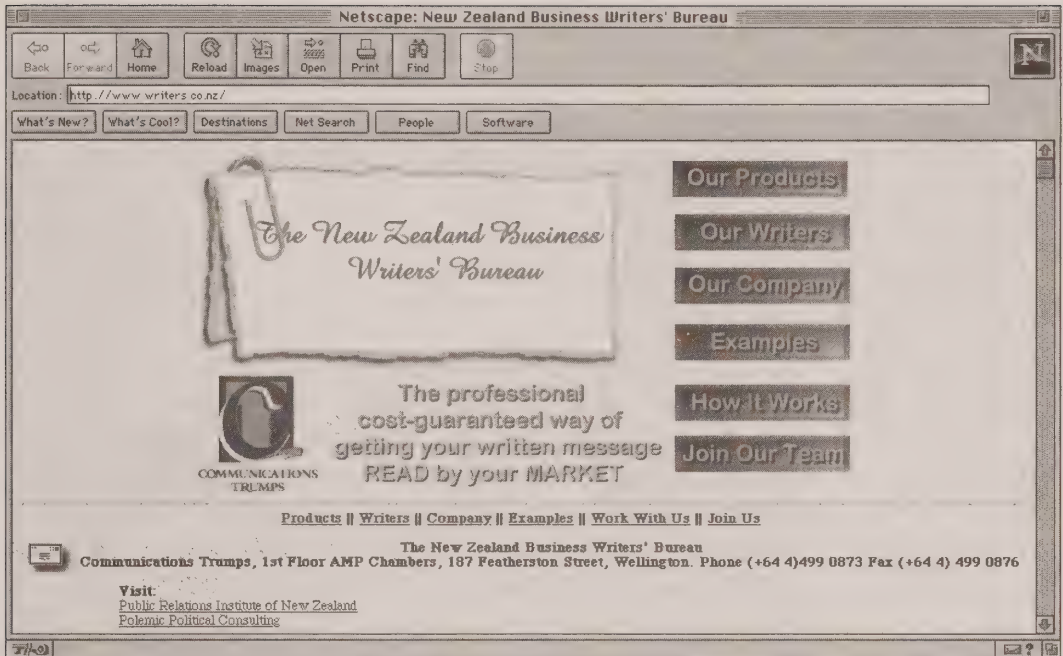 Netscape: New Zealand Business Writers' Bureau
Back Forward Home Reload Images Open Print Find Stop
N
Location: http://www.writers.co.nz/
What's New? What's Cool? Destinations Net Search People Software
The New Zealand Business
Writers' Bureau
Our Products
Our Writers
Our Company
Examples
How It Works
Join Our Team
C
COMMUNICATIONS
TRUMPS
The professional
cost-guaranteed way of
getting your written message
READ by your MARKET
Products || Writers || Company || Examples || Work With Us || Join Us
The New Zealand Business Writers' Bureau
Communications Trumps, 1st Floor AMP Chambers, 187 Featherston Street, Wellington. Phone (+64 4)499 0873 Fax (+64 4) 499 0876
Visit:
Public Relations Institute of New Zealand
Polemic Political Consulting
?